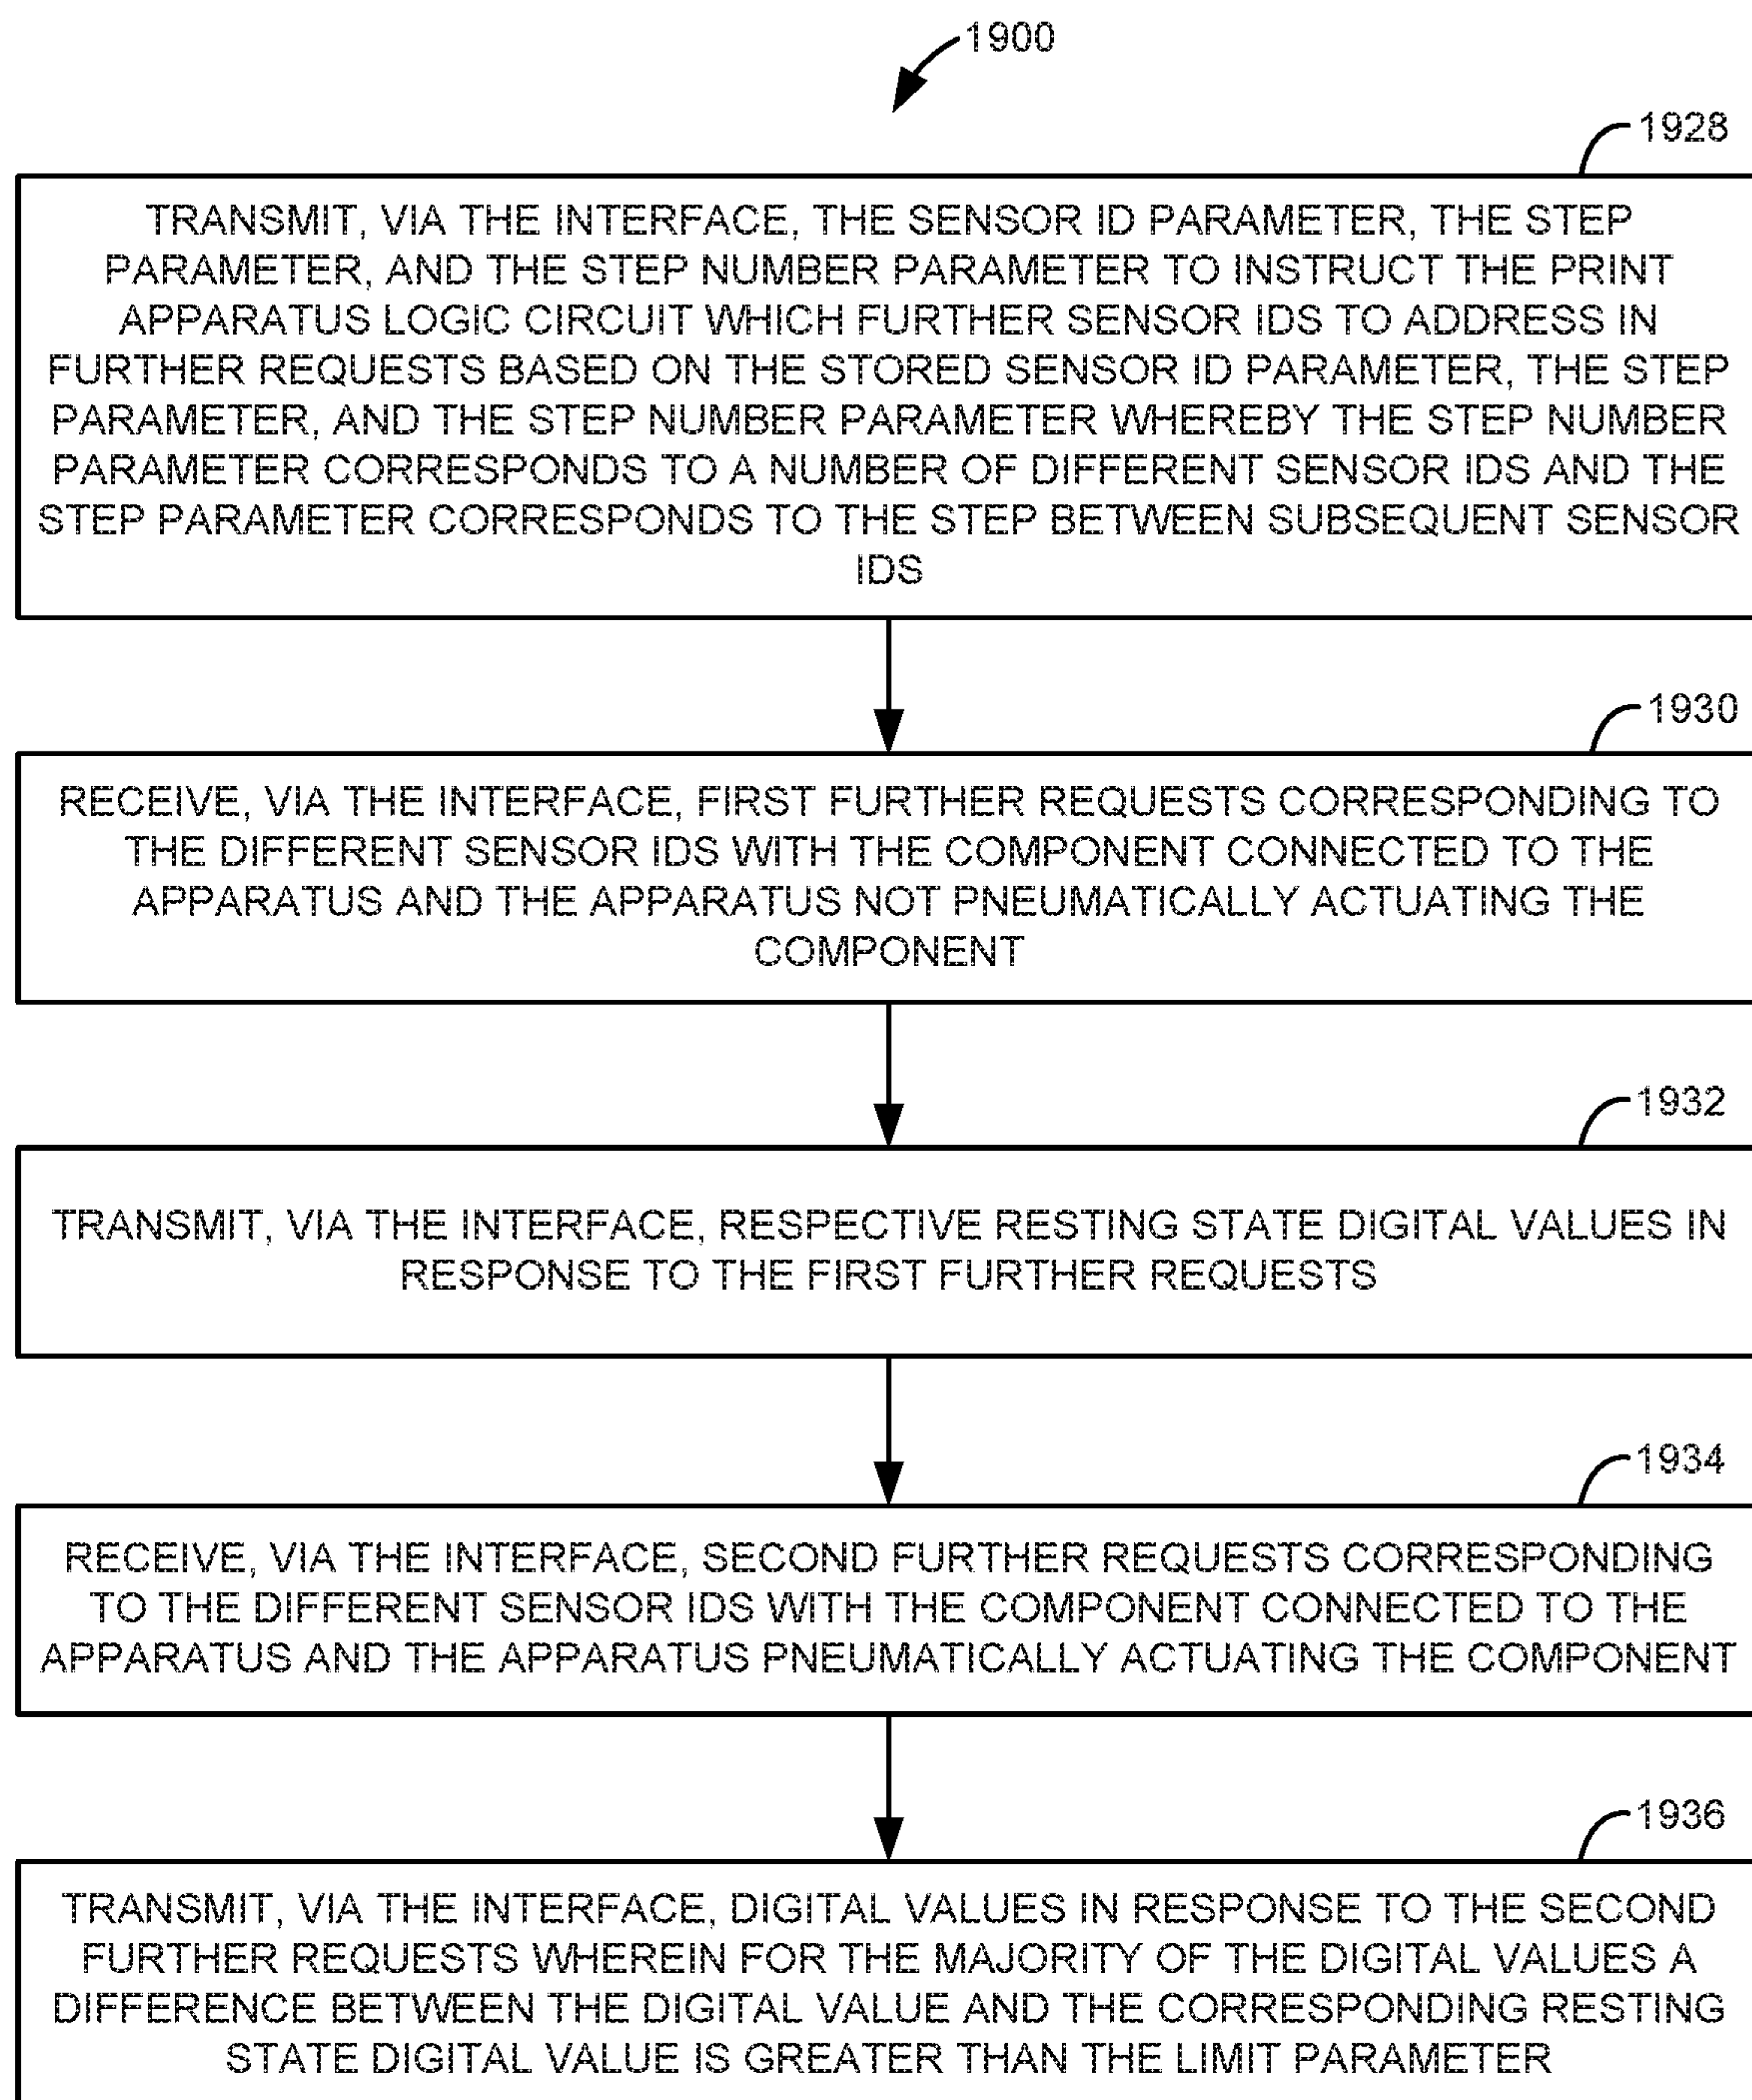 1900
1928
TRANSMIT, VIA THE INTERFACE, THE SENSOR ID PARAMETER, THE STEP
PARAMETER, AND THE STEP NUMBER PARAMETER TO INSTRUCT THE PRINT
APPARATUS LOGIC CIRCUIT WHICH FURTHER SENSOR IDS TO ADDRESS IN
FURTHER REQUESTS BASED ON THE STORED SENSOR ID PARAMETER, THE STEP
PARAMETER, AND THE STEP NUMBER PARAMETER WHEREBY THE STEP NUMBER
PARAMETER CORRESPONDS TO A NUMBER OF DIFFERENT SENSOR IDS AND THE
STEP PARAMETER CORRESPONDS TO THE STEP BETWEEN SUBSEQUENT SENSOR
IDS
1930
RECEIVE, VIA THE INTERFACE, FIRST FURTHER REQUESTS CORRESPONDING TO
THE DIFFERENT SENSOR IDS WITH THE COMPONENT CONNECTED TO THE
APPARATUS AND THE APPARATUS NOT PNEUMATICALLY ACTUATING THE
COMPONENT
1932
TRANSMIT, VIA THE INTERFACE, RESPECTIVE RESTING STATE DIGITAL VALUES IN
RESPONSE TO THE FIRST FURTHER REQUESTS
1934
RECEIVE, VIA THE INTERFACE, SECOND FURTHER REQUESTS CORRESPONDING
TO THE DIFFERENT SENSOR IDS WITH THE COMPONENT CONNECTED TO THE
APPARATUS AND THE APPARATUS PNEUMATICALLY ACTUATING THE COMPONENT
1936
TRANSMIT, VIA THE INTERFACE, DIGITAL VALUES IN RESPONSE TO THE SECOND
FURTHER REQUESTS WHEREIN FOR THE MAJORITY OF THE DIGITAL VALUES A
DIFFERENCE BETWEEN THE DIGITAL VALUE AND THE CORRESPONDING RESTING
STATE DIGITAL VALUE IS GREATER THAN THE LIMIT PARAMETER